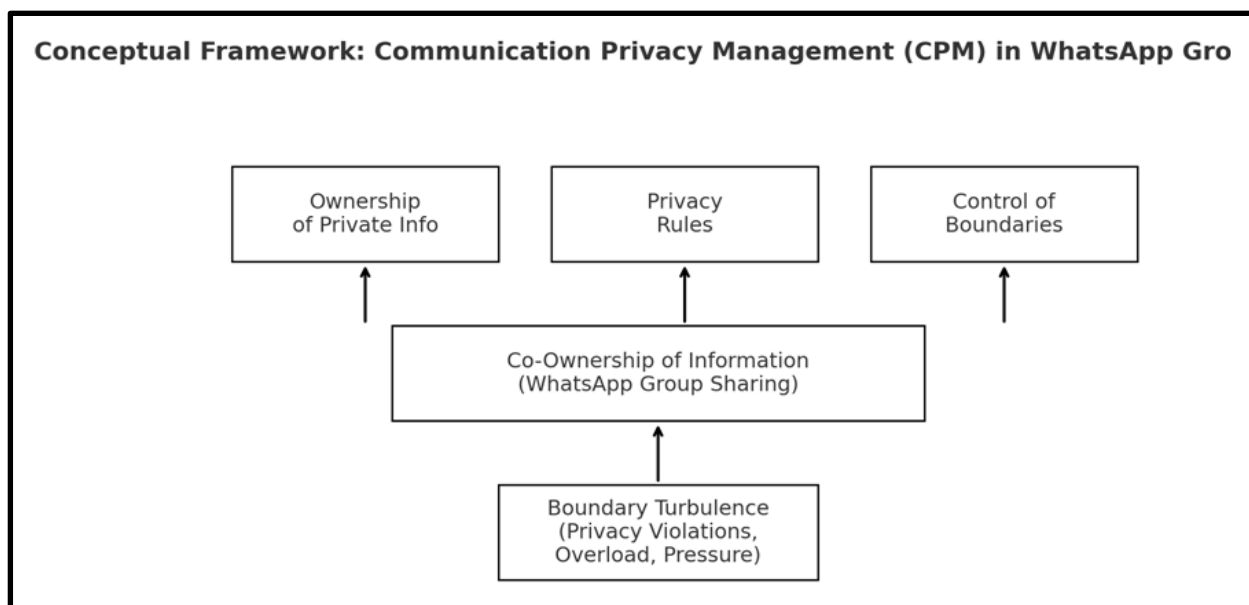 Conceptual Framework: Communication Privacy Management (CPM) in WhatsApp Gro
Ownership
of Private Info
Privacy
Rules
Control of
Boundaries
Co-Ownership of Information
(WhatsApp Group Sharing)
Boundary Turbulence
(Privacy Violations,
Overload, Pressure)